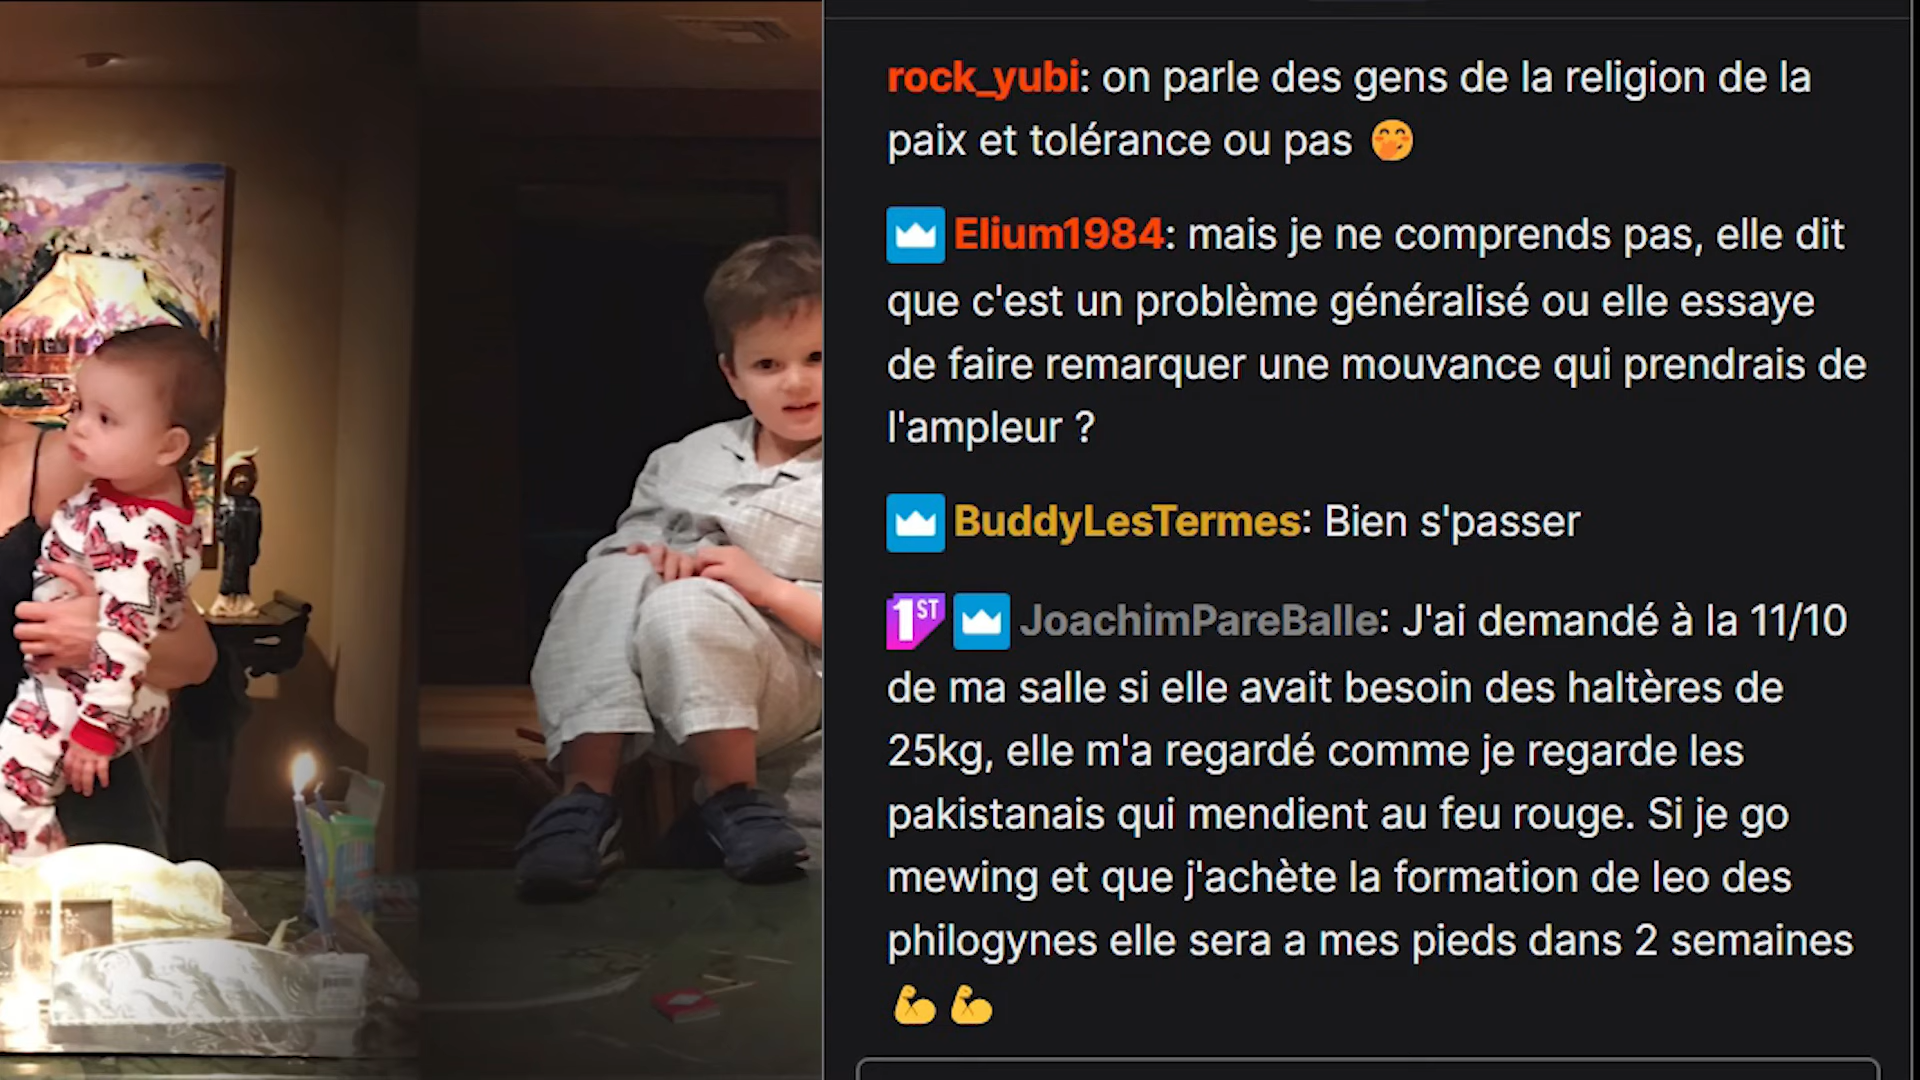 rock_yubi: on parle des gens de la religion de la
paix et tolérance ou pas 🤭
Elium1984: mais je ne comprends pas, elle dit
que c'est un problème généralisé ou elle essaye
de faire remarquer une mouvance qui prendrais de
l'ampleur ?
BuddyLesTermes: Bien s'passer
1ST JoachimPareBalle: J'ai demandé à la 11/10
de ma salle si elle avait besoin des haltères de
25kg, elle m'a regardé comme je regarde les
pakistanais qui mendient au feu rouge. Si je go
mewing et que j'achète la formation de leo des
philogynes elle sera a mes pieds dans 2 semaines
💪 💪